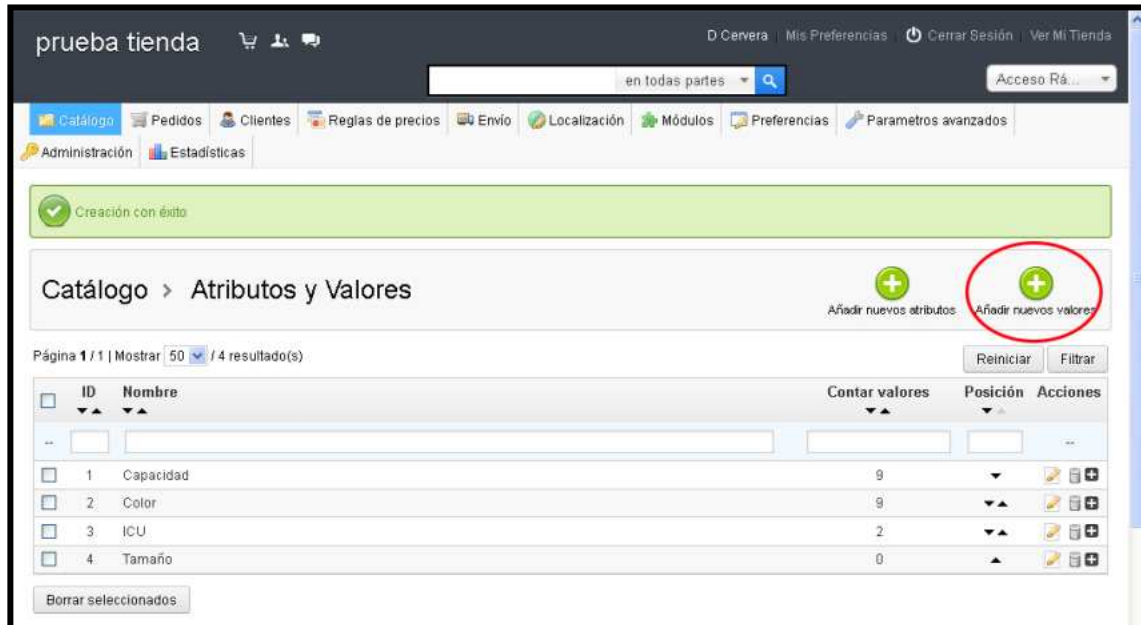 prueba tienda
D Cervera Mis Preferencias Cerrar Sesión Ver Mi Tienda
en todas partes Acceso Rá...
Catálogo Pedidos Clientes Reglas de precios Envío Localización Módulos Preferencias Parametros avanzados
Administración Estadísticas
Creación con éxito
Catálogo > Atributos y Valores
Añadir nuevos atributos Añadir nuevos valores
Página 1 / 1 | Mostrar 50 / 4 resultado(s) Reiniciar Filtrar
ID Nombre Contar valores Posición Acciones
-- --
1 Capacidad 9
2 Color 9
3 ICU 2
4 Tamaño 0
Borrar seleccionados